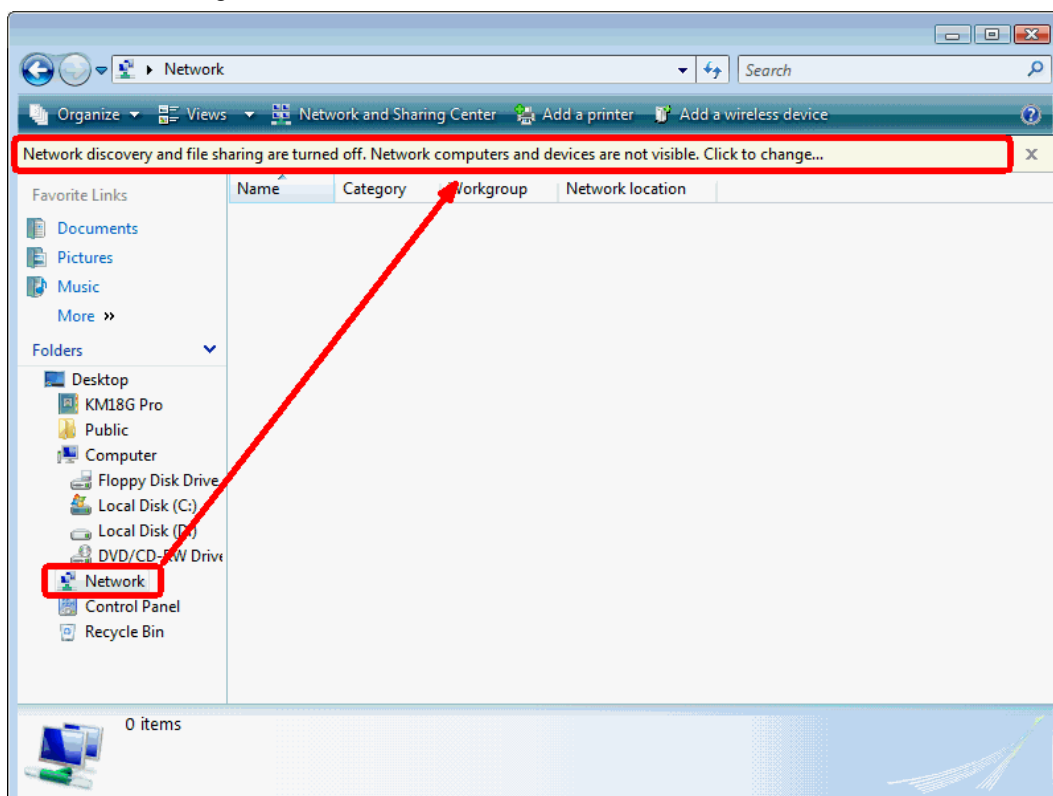 Network
Search
Organize Views Network and Sharing Center Add a printer Add a wireless device
Network discovery and file sharing are turned off. Network computers and devices are not visible. Click to change...
Name Category Workgroup Network location
Favorite Links
Documents
Pictures
Music
More »
Folders
Desktop
KM18G Pro
Public
Computer
Floppy Disk Drive
Local Disk (C:)
Local Disk (D:)
DVD/CD-RW Drive
Network
Control Panel
Recycle Bin
0 items